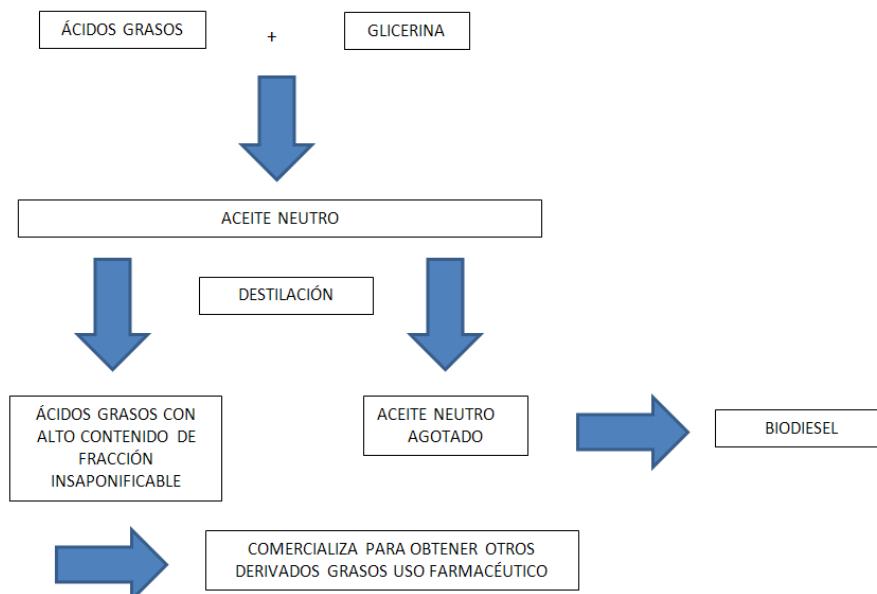 ÁCIDOS GRASOS
+
GLICERINA
ACEITE NEUTRO
DESTILACIÓN
ÁCIDOS GRASOS CON
ALTO CONTENIDO DE
FRACCIÓN
INSAPONIFICABLE
ACEITE NEUTRO
AGOTADO
BIODIESEL
COMERCIALIZA PARA OBTENER OTROS
DERIVADOS GRASOS USO FARMACÉUTICO